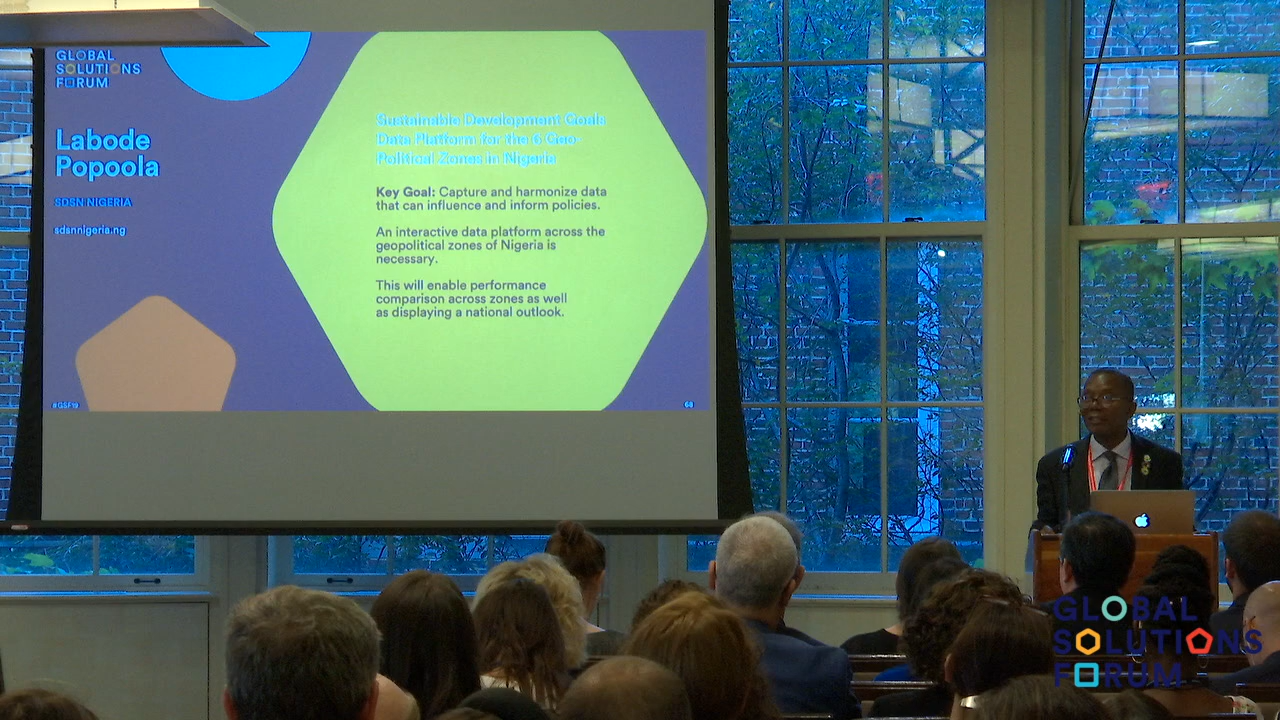 GLOBAL
SOLUTIONS
FORUM
Labode
Popoola
SDSN NIGERIA
sdsnnigeria.ng
#GSF19
Sustainable Development Goals
Data Platform for the 6 Geo-
Political Zones in Nigeria
Key Goal: Capture and harmonize data
that can influence and inform policies.
An interactive data platform across the
geopolitical zones of Nigeria is
necessary.
This will enable performance
comparison across zones as well
as displaying a national outlook.
68
GLOBAL
SOLUTIONS
FORUM